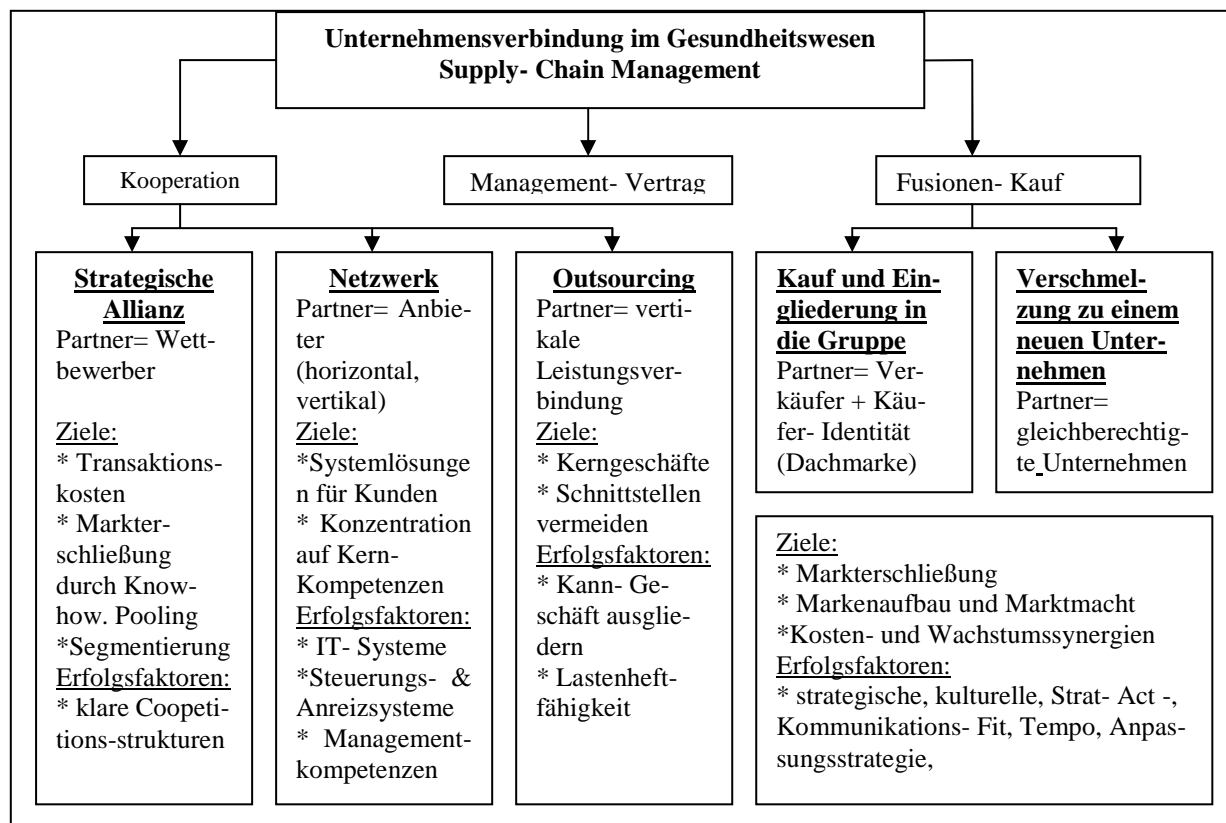 Unternehmensverbindung im Gesundheitswesen
Supply- Chain Management
Kooperation
Management- Vertrag
Fusionen- Kauf
Strategische
Allianz
Partner= Wett-
bewerber
Ziele:
* Transaktions-
kosten
* Markter-
schließung
durch Know-
how. Pooling
*Segmentierung
Erfolgsfaktoren:
* klare Coopeti-
tions-strukturen
Netzwerk
Partner= Anbie-
ter
(horizontal,
vertikal)
Ziele:
*Systemlösunge
n für Kunden
* Konzentration
auf Kern-
Kompetenzen
Erfolgsfaktoren:
* IT- Systeme
*Steuerungs- &
Anreizsysteme
* Management-
kompetenzen
Outsourcing
Partner= verti-
kale
Leistungsver-
bindung
Ziele:
* Kerngeschäfte
* Schnittstellen
vermeiden
Erfolgsfaktoren:
* Kann- Ge-
schäft ausglie-
dern
* Lastenheft-
fähigkeit
Kauf und Ein-
gliederung in
die Gruppe
Partner= Ver-
käufer + Käu-
fer- Identität
(Dachmarke)
Verschmel-
zung zu einem
neuen Unter-
nehmen
Partner=
gleichberechtig-
te Unternehmen
Ziele:
* Markterschließung
* Markenaufbau und Marktmacht
*Kosten- und Wachstumssynergien
Erfolgsfaktoren:
* strategische, kulturelle, Strat- Act -,
Kommunikations- Fit, Tempo, Anpas-
sungsstrategie,